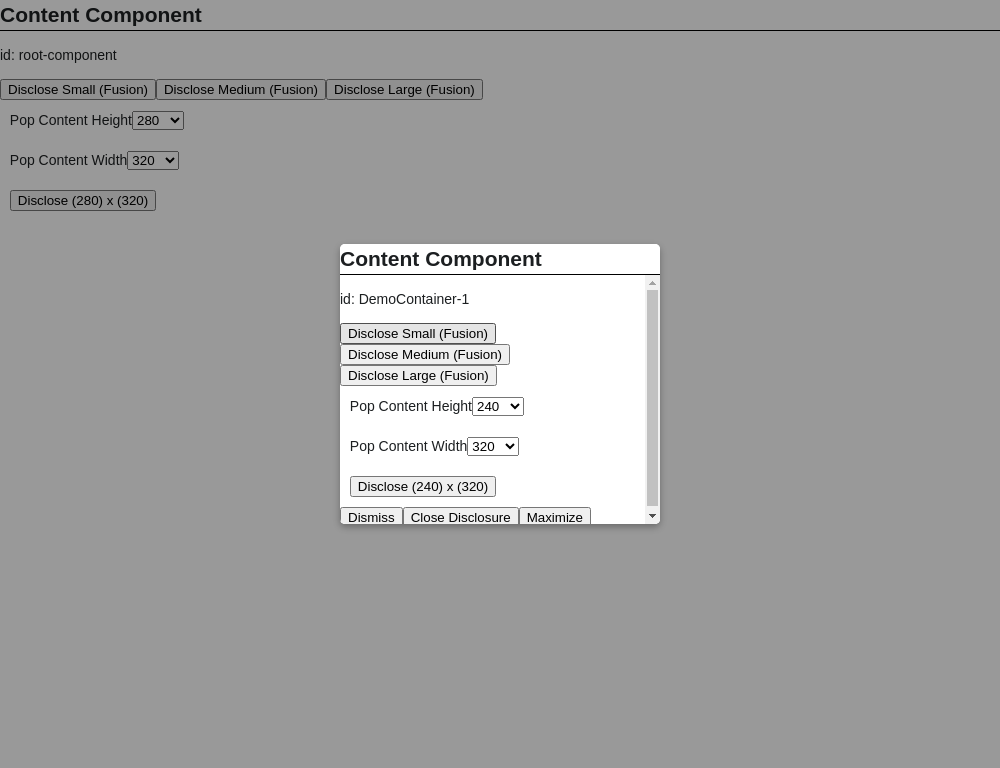 Content Component
id: root-component
Disclose Small (Fusion) Disclose Medium (Fusion) Disclose Large (Fusion)
Pop Content Height 280
Pop Content Width 320
Disclose (280) x (320)
Content Component
id: DemoContainer-1
Disclose Small (Fusion)
Disclose Medium (Fusion)
Disclose Large (Fusion)
Pop Content Height 240
Pop Content Width 320
Disclose (240) x (320)
Dismiss Close Disclosure Maximize